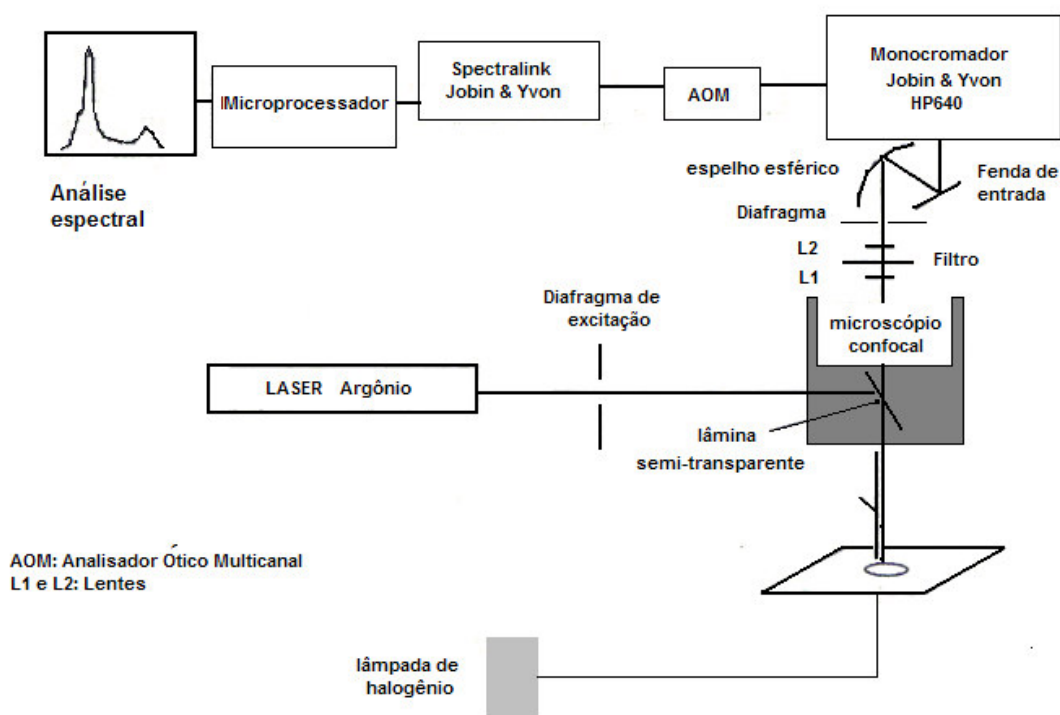 Monocromador
Jobin & Yvon
HP640
Spectralink
Jobin & Yvon
AOM
Microprocessador
Análise
espectral
espelho esférico
Fenda de
entrada
Diafragma
L2
Filtro
L1
Diafragma de
excitação
microscópio
confocal
LASER Argônio
lâmina
semi-transparente
AOM: Analisador Ótico Multicanal
L1 e L2: Lentes
lâmpada de
halogênio